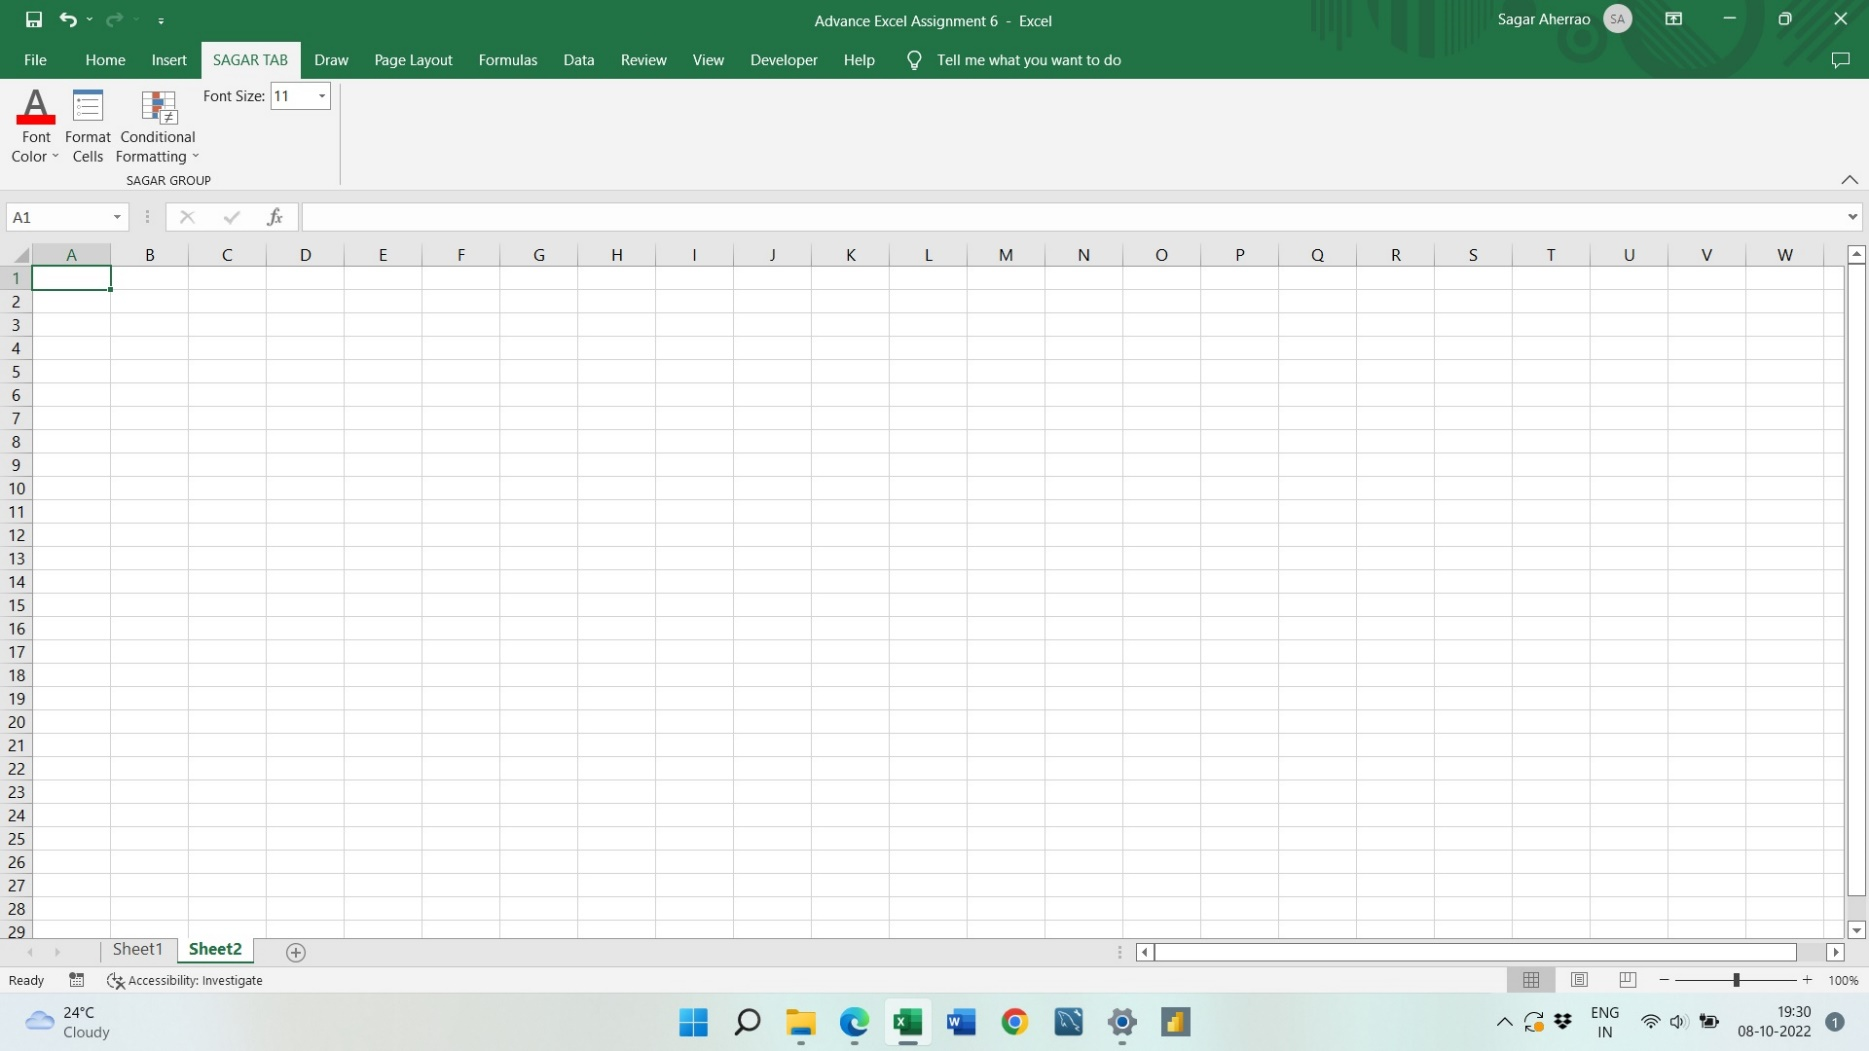 Advance Excel Assignment 6 - Excel
Sagar Aherrao SA
File Home Insert SAGAR TAB Draw Page Layout Formulas Data Review View Developer Help Tell me what you want to do
Font Color
Format Cells
Conditional Formatting
Font Size: 11
SAGAR GROUP
A1 fx
A B C D E F G H I J K L M N O P Q R S T U V W
1
2
3
4
5
6
7
8
9
10
11
12
13
14
15
16
17
18
19
20
21
22
23
24
25
26
27
28
29
Sheet1 Sheet2
Ready Accessibility: Investigate 100%
24°C
Cloudy
ENG
IN
19:30
08-10-2022
1